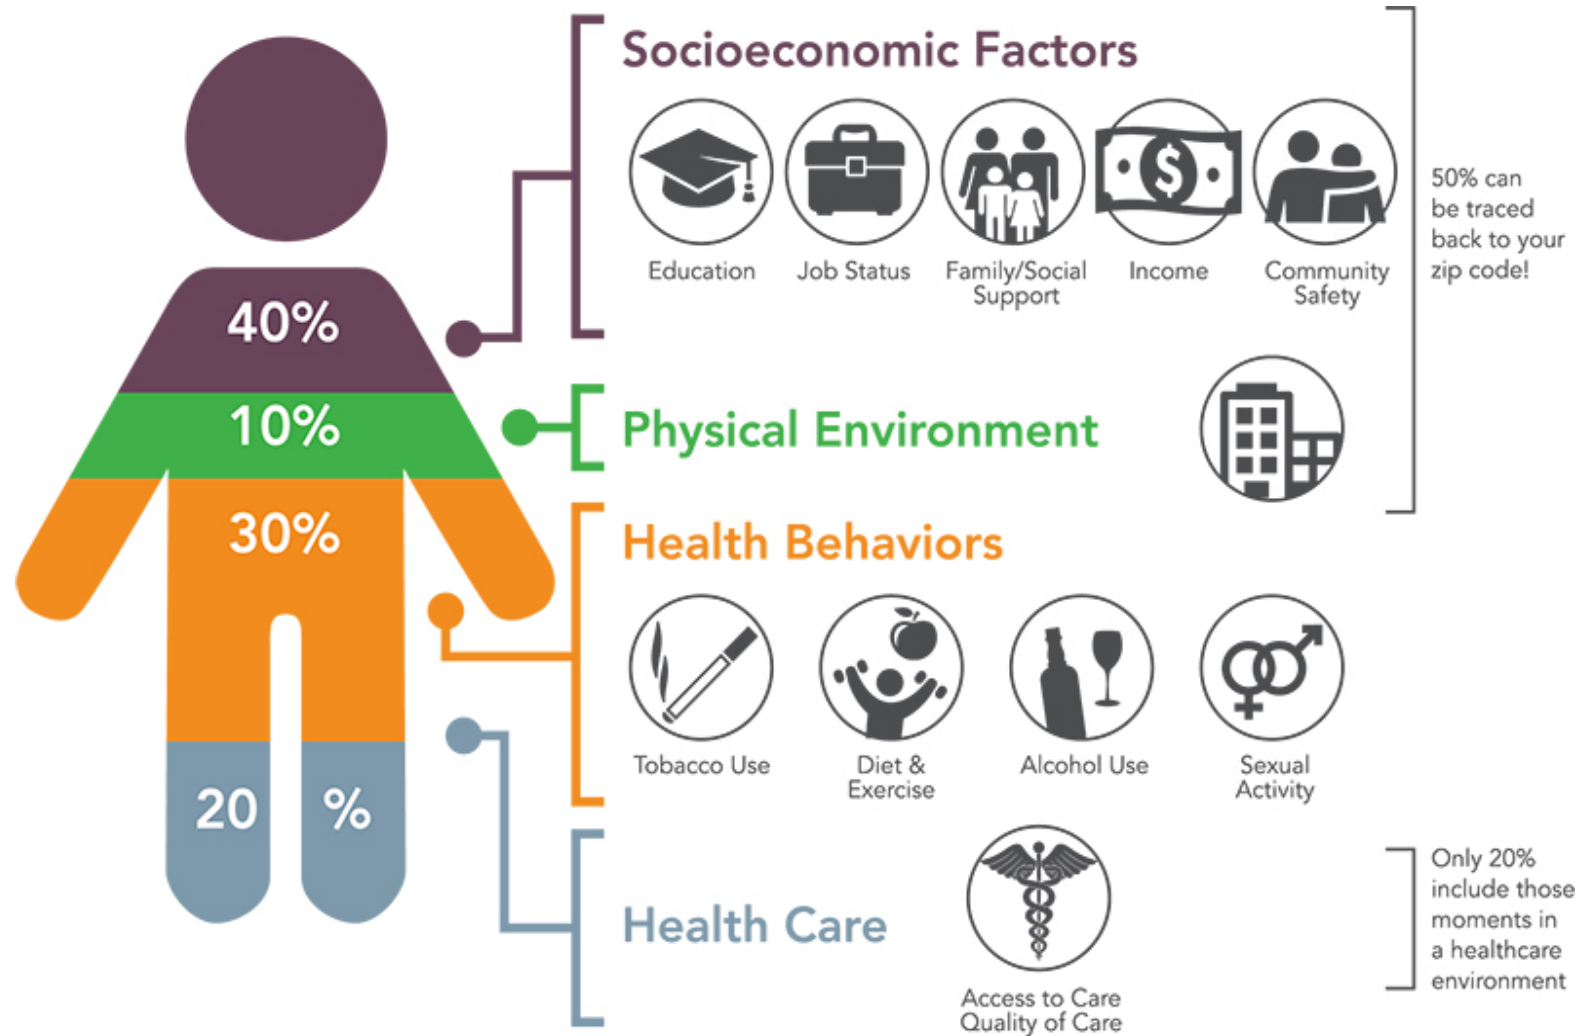 Socioeconomic Factors
Education
Job Status
Family/Social
Support
Income
Community
Safety
50% can
be traced
back to your
zip code!
40%
10%
Physical Environment
30%
Health Behaviors
Tobacco Use
Diet &
Exercise
Alcohol Use
Sexual
Activity
20 %
Health Care
Access to Care
Quality of Care
Only 20%
include those
moments in
a healthcare
environment
$